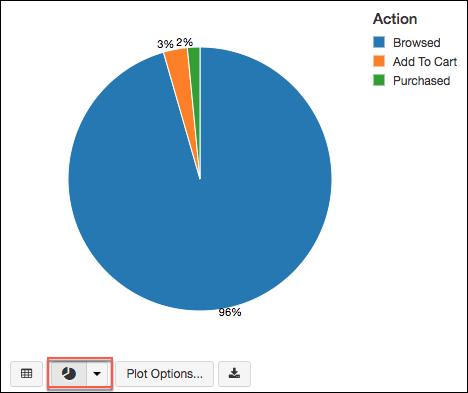 Action
Browsed
Add To Cart
Purchased
3% 2%
96%
Plot Options...